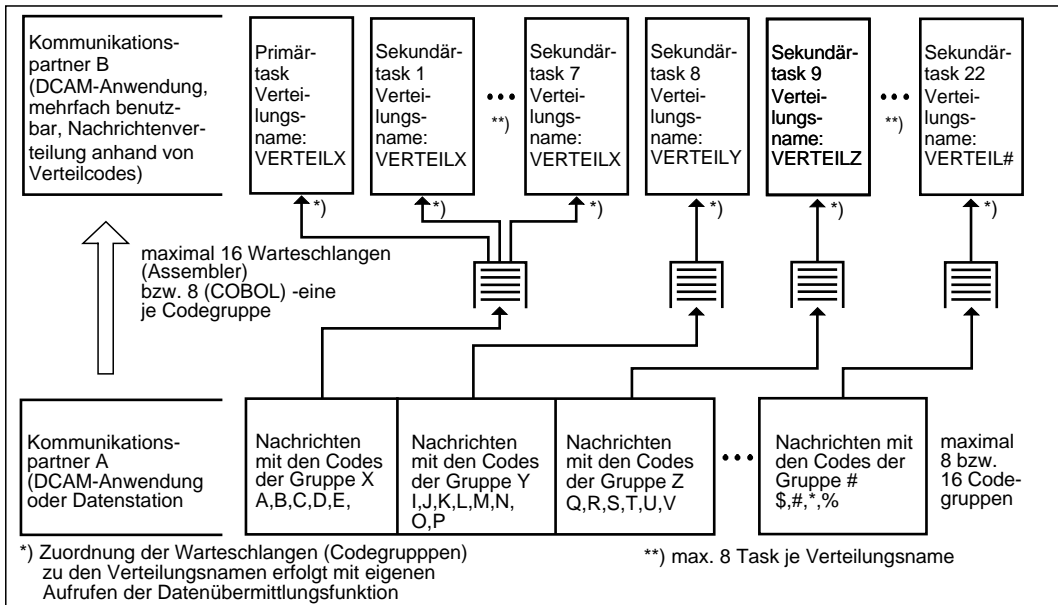 Kommunikations-
partner B
(DCAM-Anwendung,
mehrfach benutz-
bar, Nachrichtenver-
teilung anhand von
Verteilcodes)
Primär-
task
Vertei-
lungs-
name:
VERTEILX
Sekundär-
task 1
Vertei-
lungs-
name:
VERTEILX
•••
**)
Sekundär-
task 7
Vertei-
lungs-
name:
VERTEILX
Sekundär-
task 8
Vertei-
lungs-
name:
VERTEILY
Sekundär-
task 9
Vertei-
lungs-
name:
VERTEILZ
•••
**)
Sekundär-
task 22
Vertei-
lungs-
name:
VERTEIL#
*)
*)
*)
*)
*)
*)
maximal 16 Warteschlangen
(Assembler)
bzw. 8 (COBOL) -eine
je Codegruppe
Kommunikations-
partner A
(DCAM-Anwendung
oder Datenstation
Nachrichten
mit den Codes
der Gruppe X
A,B,C,D,E,
Nachrichten
mit den Codes
der Gruppe Y
I,J,K,L,M,N,
O,P
Nachrichten
mit den Codes
der Gruppe Z
Q,R,S,T,U,V
•••
Nachrichten mit
den Codes der
Gruppe #
$,#,*,%
maximal
8 bzw.
16 Code-
gruppen
*) Zuordnung der Warteschlangen (Codegrupppen)
zu den Verteilungsnamen erfolgt mit eigenen
Aufrufen der Datenübermittlungsfunktion
**) max. 8 Task je Verteilungsname